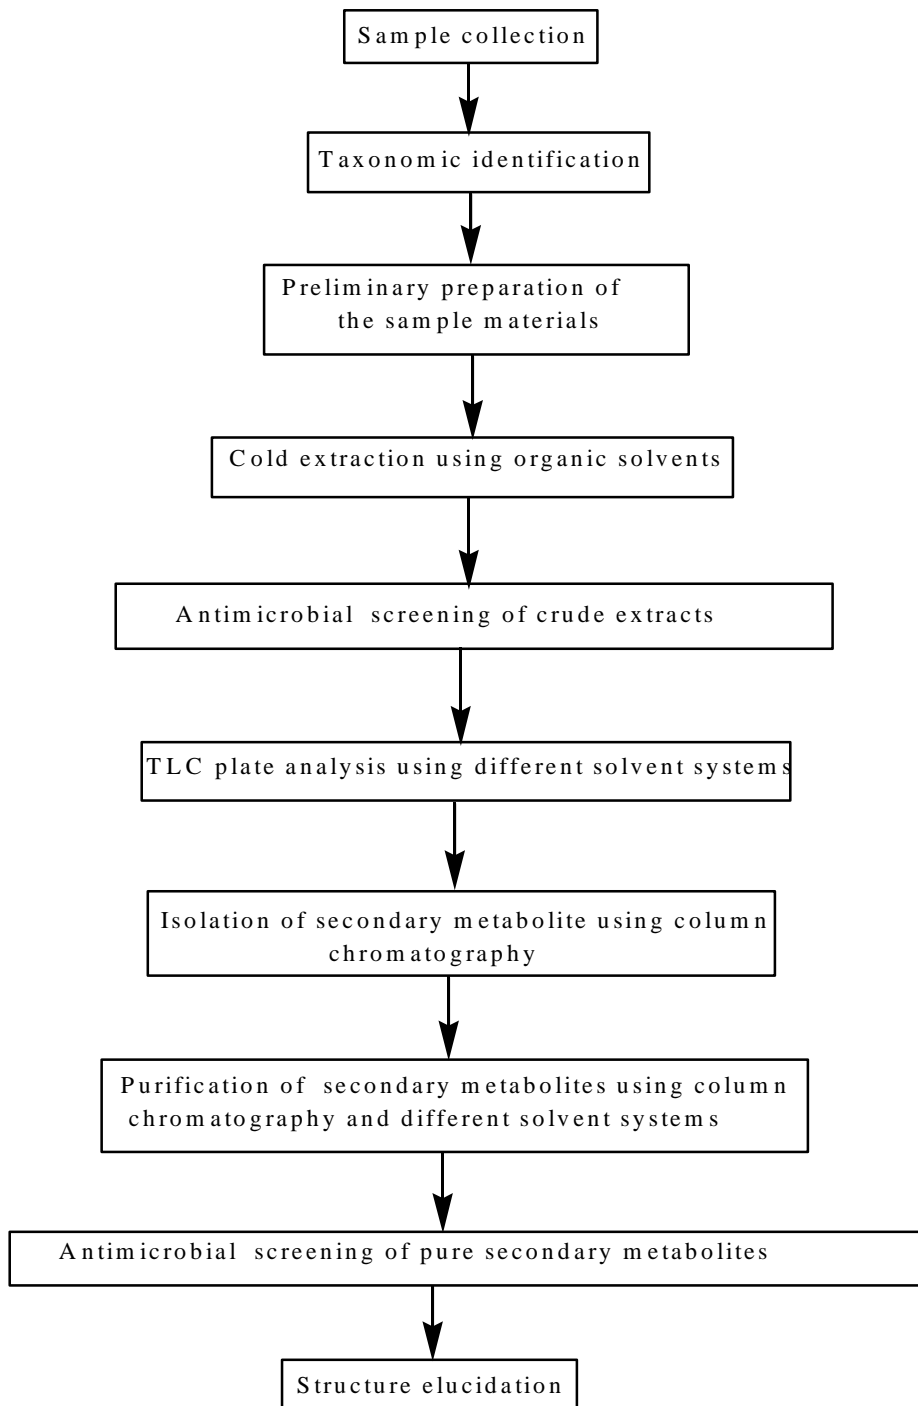 Sample collection
Taxonomic identification
Preliminary preparation of
the sample materials
Cold extraction using organic solvents
Antimicrobial screening of crude extracts
TLC plate analysis using different solvent systems
Isolation of secondary metabolite using column
chromatography
Purification of secondary metabolites using column
chromatography and different solvent systems
Antimicrobial screening of pure secondary metabolites
Structure elucidation